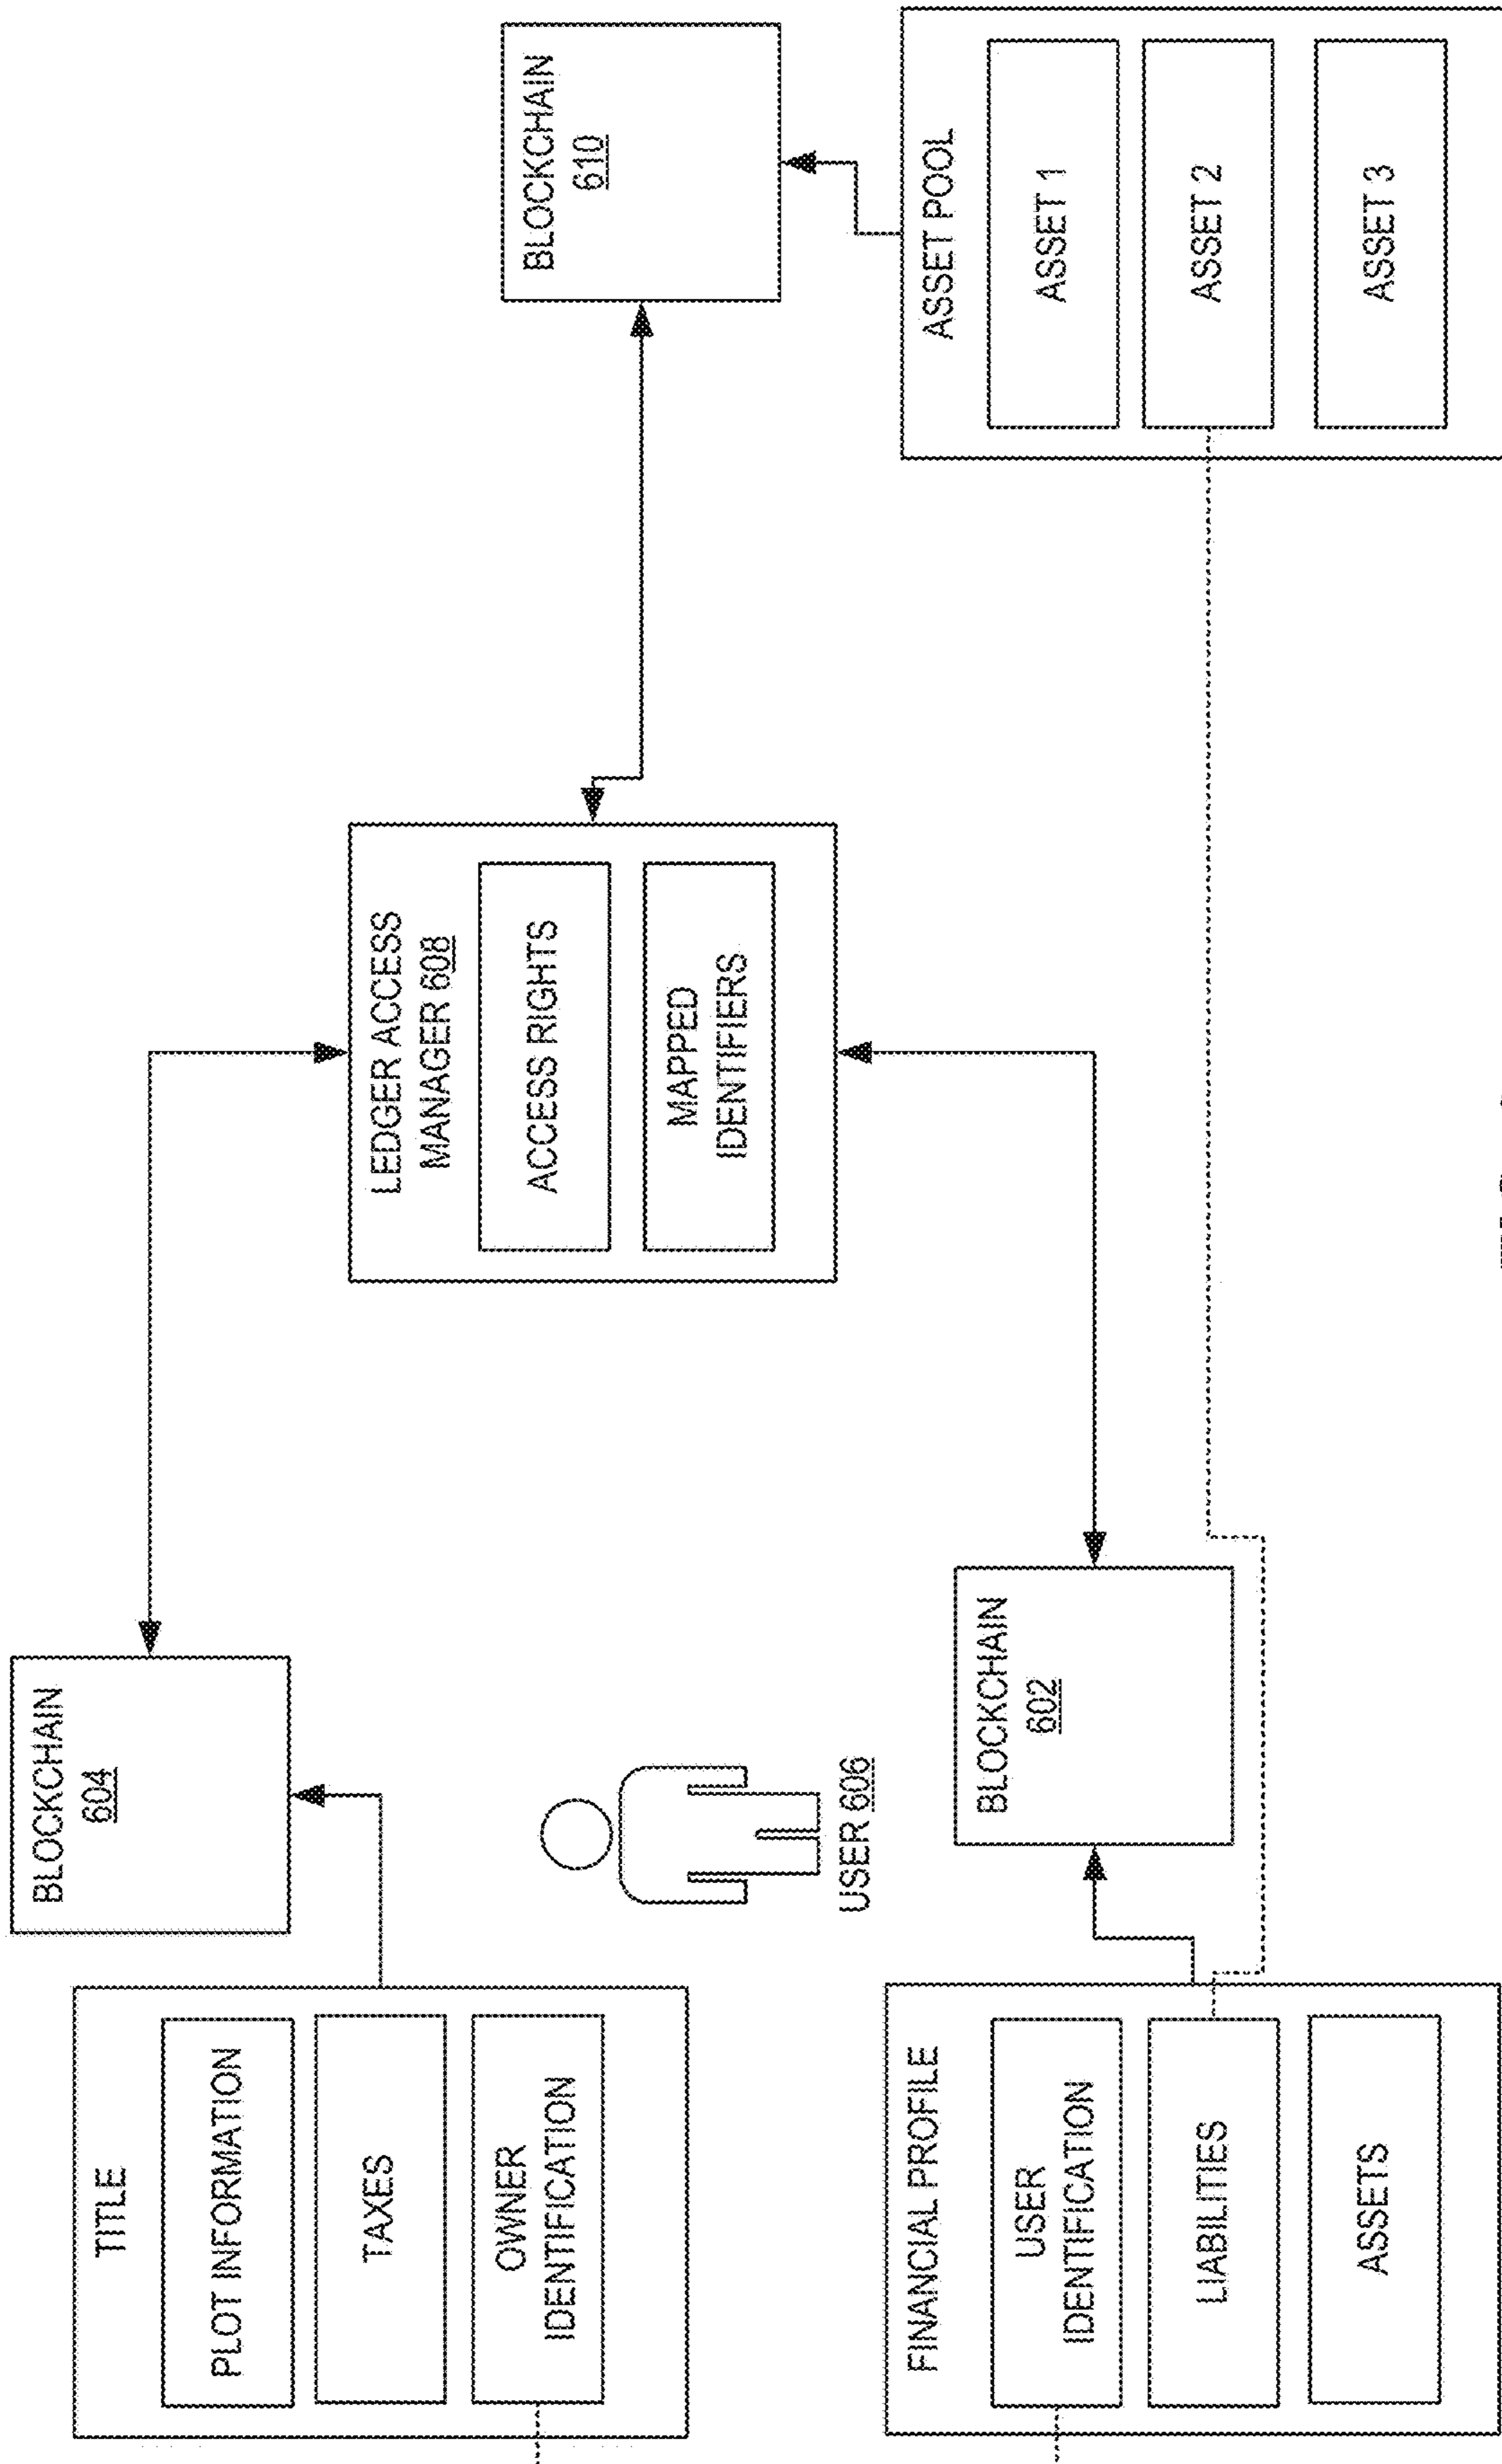 TITLE
PLOT INFORMATION
TAXES
OWNER
IDENTIFICATION
BLOCKCHAIN
604
USER 606
FINANCIAL PROFILE
USER
IDENTIFICATION
LIABILITIES
ASSETS
BLOCKCHAIN
602
LEDGER ACCESS
MANAGER 608
ACCESS RIGHTS
MAPPED
IDENTIFIERS
BLOCKCHAIN
610
ASSET POOL
ASSET 1
ASSET 2
ASSET 3